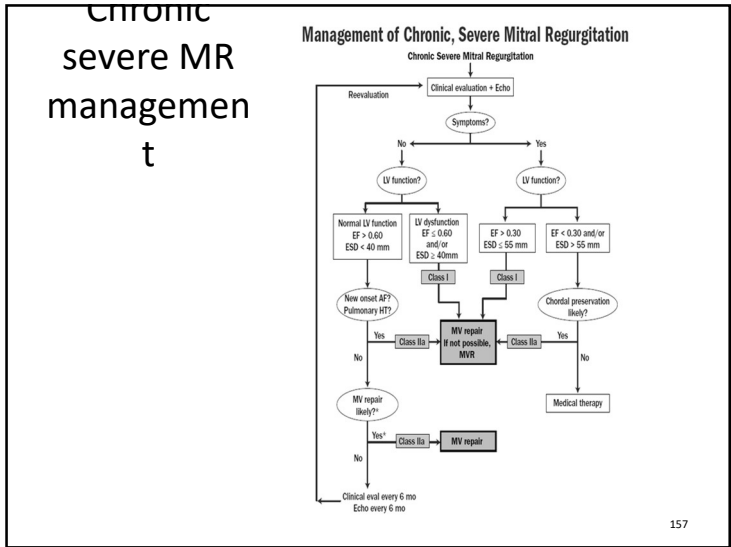 Chronic
severe MR
managemen
t
Management of Chronic, Severe Mitral Regurgitation
Chronic Severe Mitral Regurgitation
Reevaluation
Clinical evaluation + Echo
Symptoms?
No
Yes
LV function?
LV function?
Normal LV function
EF > 0.60
ESD < 40 mm
LV dysfunction
EF ≤ 0.60
and/or
ESD ≥ 40mm
EF > 0.30
ESD ≤ 55 mm
EF < 0.30 and/or
ESD > 55 mm
Class I
Class I
New onset AF?
Pulmonary HT?
Chordal preservation
likely?
Yes
Class IIa
MV repair
If not possible,
MVR
Class IIa
Yes
No
No
MV repair
likely?*
Medical therapy
Yes*
Class IIa
MV repair
No
Clinical eval every 6 mo
Echo every 6 mo
157